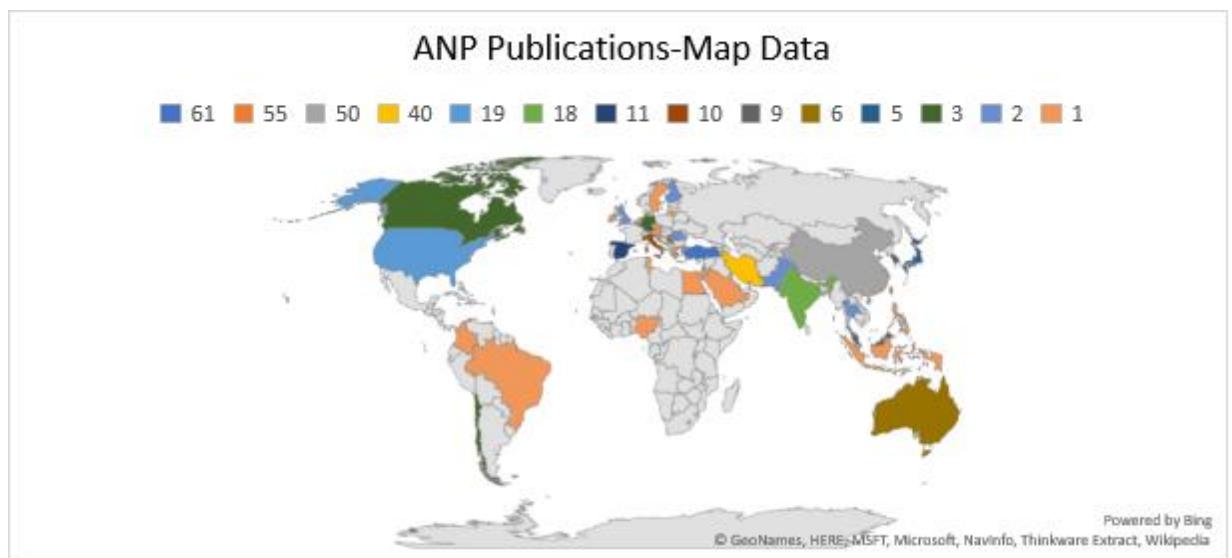 ANP Publications-Map Data
61 55 50 40 19 18 11 10 9 6 5 3 2 1
Powered by Bing
© GeoNames, HERE, MSFT, Microsoft, NavInfo, Thinkware Extract, Wikipedia